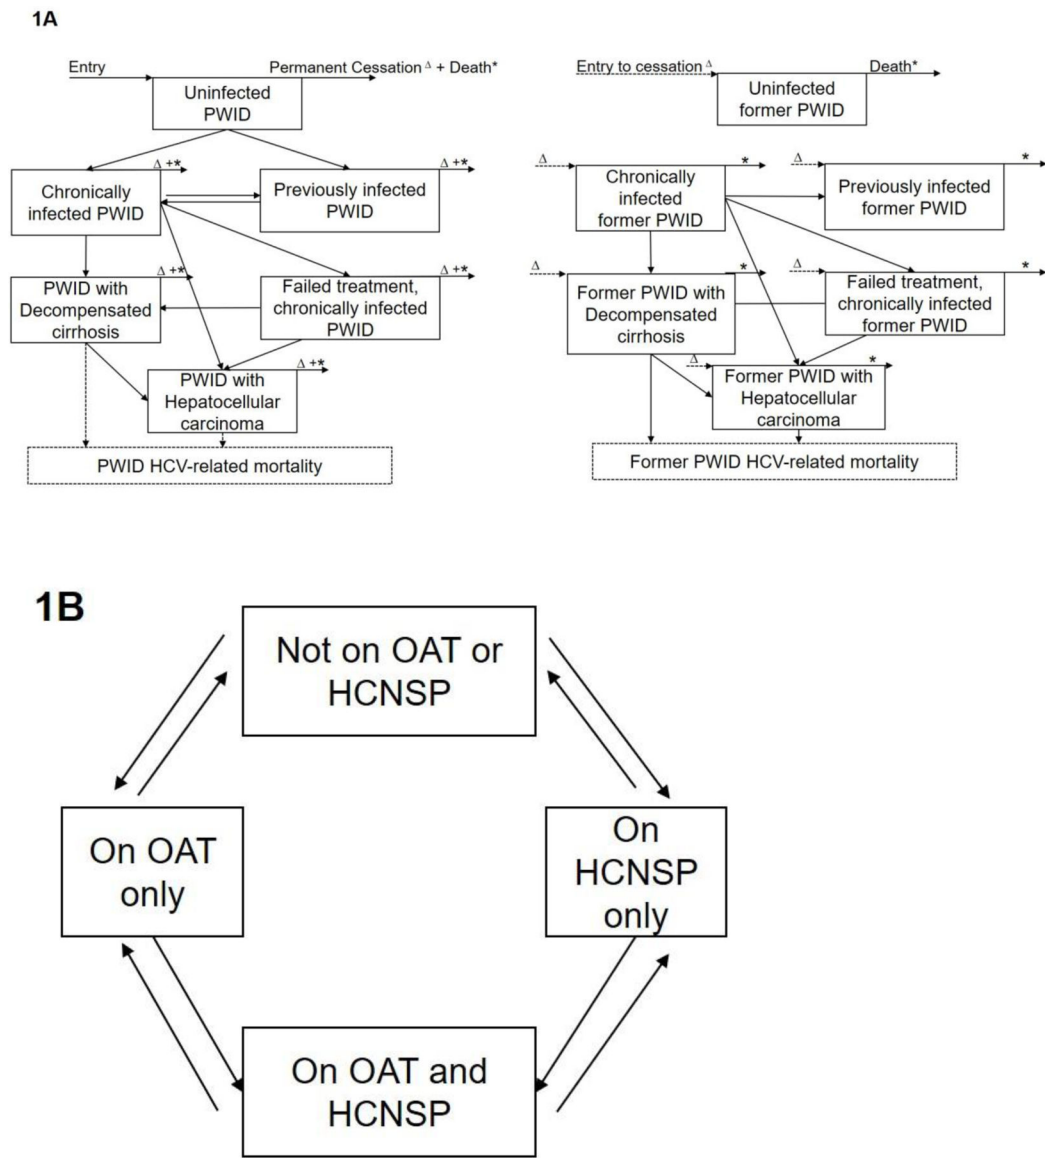 1A
Entry
Permanent Cessation Δ + Death*
Uninfected
PWID
Δ +*
Chronically
infected PWID
Δ +*
Previously infected
PWID
Δ +*
PWID with
Decompensated
cirrhosis
Δ +*
Failed treatment,
chronically infected
PWID
Δ +*
PWID with
Hepatocellular
carcinoma
PWID HCV-related mortality
Entry to cessation Δ
Death*
Uninfected
former PWID
Δ
*
Chronically
infected
former PWID
Δ
*
Previously infected
former PWID
Δ
*
Former PWID with
Decompensated
cirrhosis
Δ
*
Failed treatment,
chronically infected
former PWID
Δ
*
Former PWID with
Hepatocellular
carcinoma
Former PWID HCV-related mortality
1B
Not on OAT or
HCNSP
On OAT
only
On
HCNSP
only
On OAT and
HCNSP